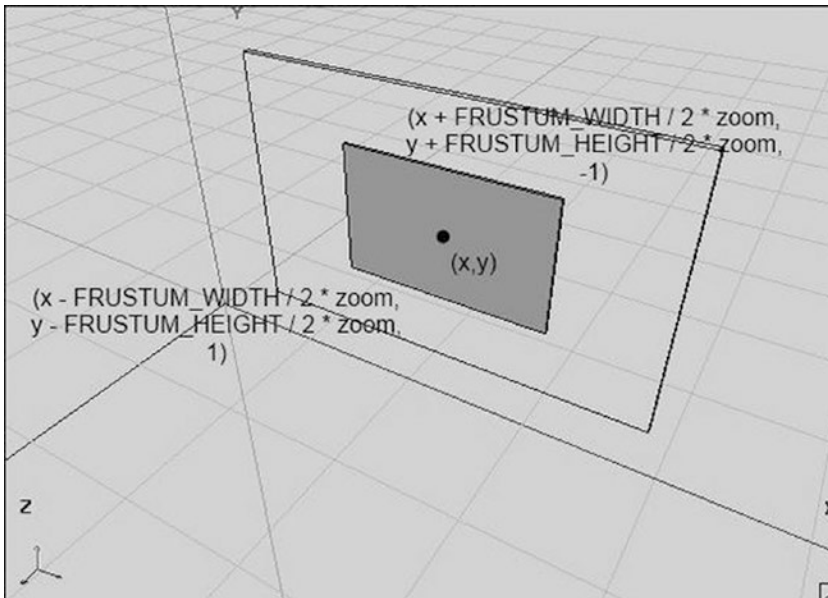 Y
(x + FRUSTUM_WIDTH / 2 * zoom,
y + FRUSTUM_HEIGHT / 2 * zoom,
-1)
(x,y)
(x - FRUSTUM_WIDTH / 2 * zoom,
y - FRUSTUM_HEIGHT / 2 * zoom,
1)
z